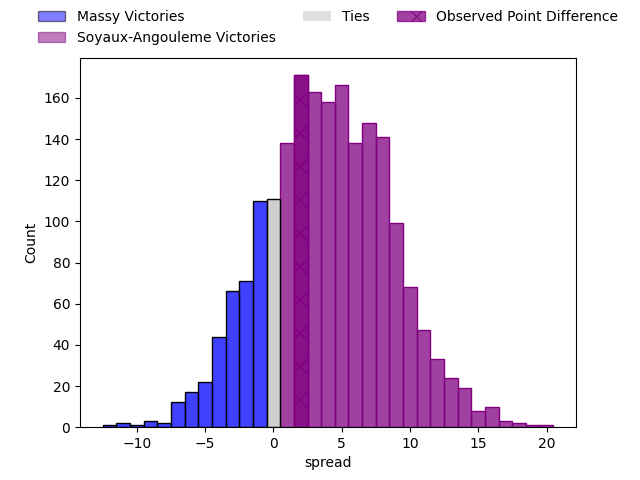 Massy Victories
Soyaux-Angouleme Victories
Ties
Observed Point Difference
Count
160
140
120
100
80
60
40
20
0
−10
−5
0
5
10
15
20
spread